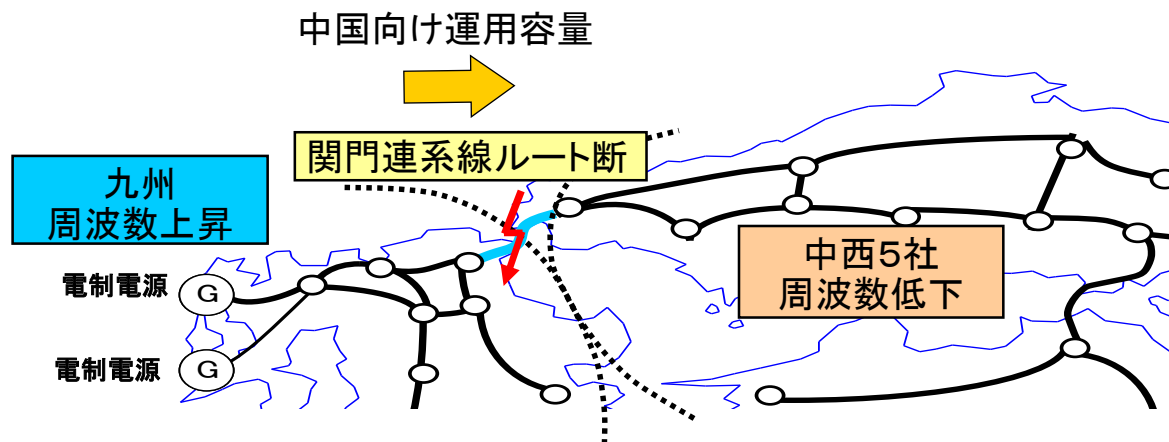 中国向け運用容量
関門連系線ルート断
九州
周波数上昇
電制電源
G
電制電源
G
中西5社
周波数低下